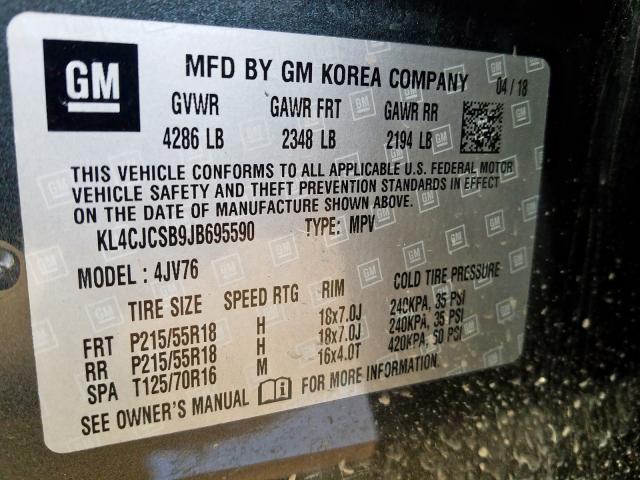 GM
MFD BY GM KOREA COMPANY 04 / 18
GVWR GAWR FRT GAWR RR
4286 LB 2348 LB 2194 LB
THIS VEHICLE CONFORMS TO ALL APPLICABLE U.S. FEDERAL MOTOR
VEHICLE SAFETY AND THEFT PREVENTION STANDARDS IN EFFECT
ON THE DATE OF MANUFACTURE SHOWN ABOVE.
KL4CJCSB9JB695590 TYPE: MPV
MODEL : 4JV76
TIRE SIZE SPEED RTG RIM COLD TIRE PRESSURE
FRT P215/55R18 H 18x7.0J 240KPA, 35 PSI
RR P215/55R18 H 18x7.0J 240KPA, 35 PSI
SPA T125/70R16 M 16x4.0T 420KPA, 60 PSI
SEE OWNER'S MANUAL FOR MORE INFORMATION.